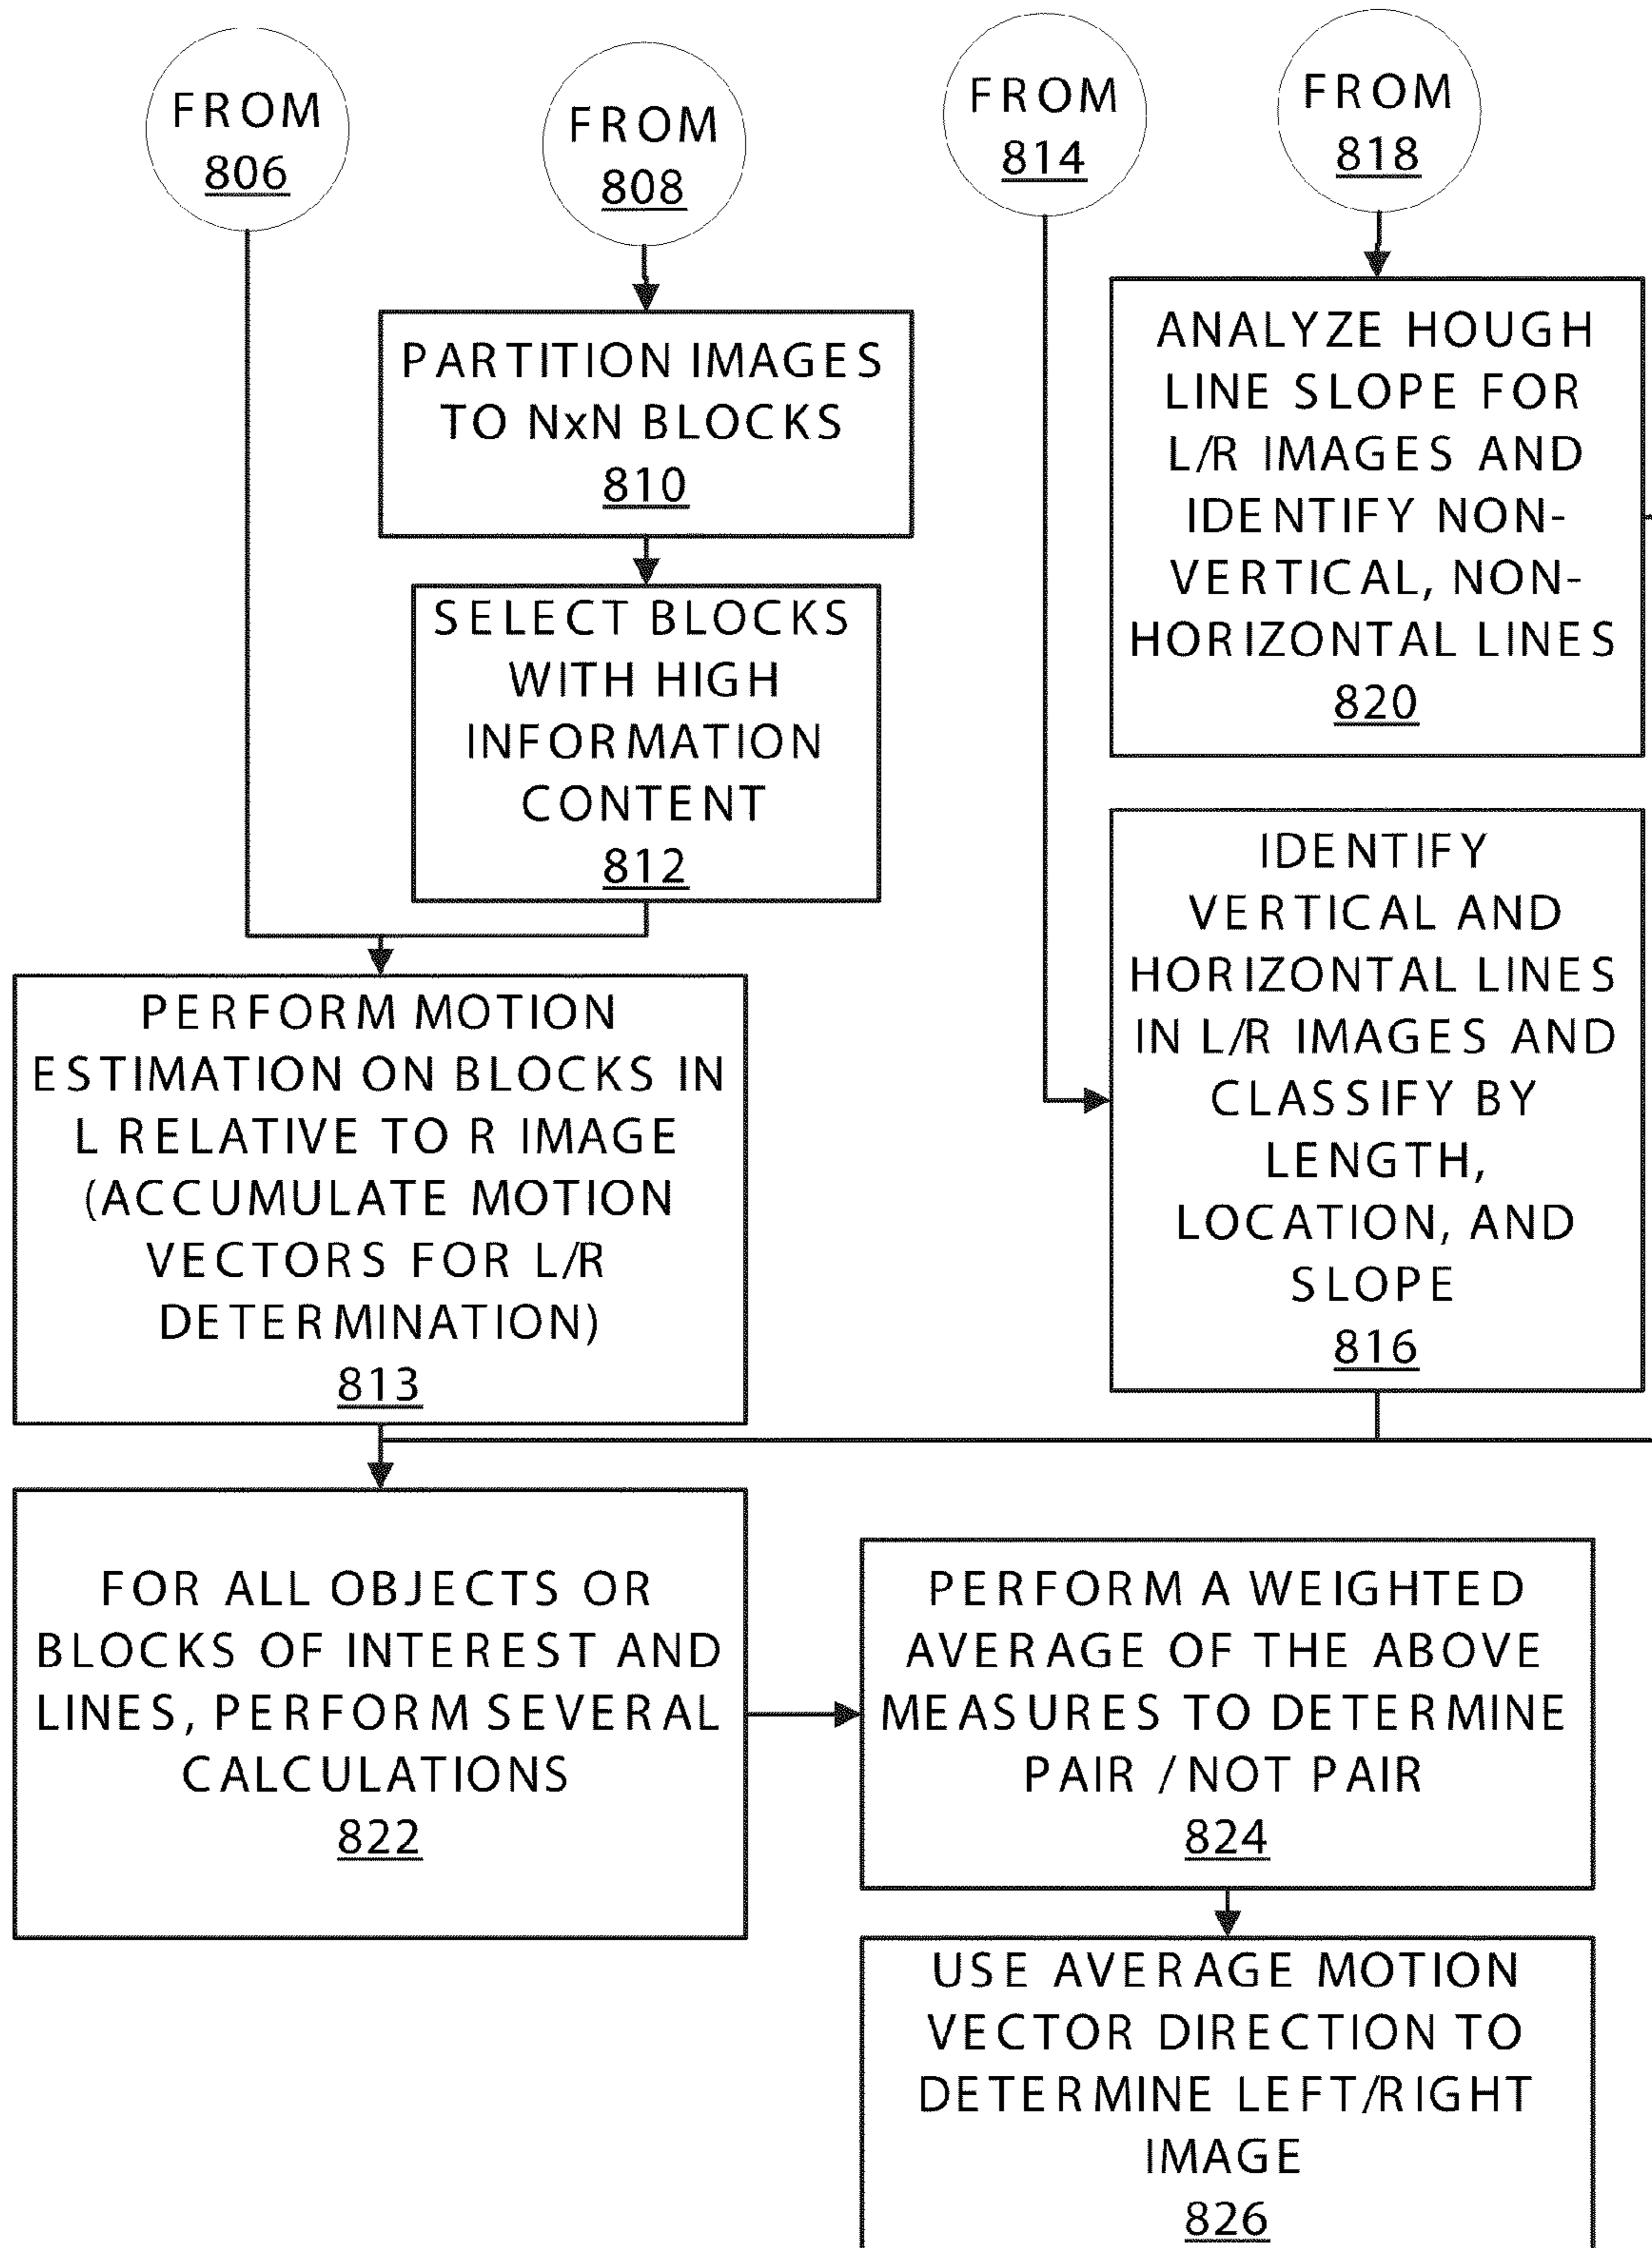 FROM
806
FROM
808
FROM
814
FROM
818
PARTITION IMAGES
TO NxN BLOCKS
810
SELECT BLOCKS
WITH HIGH
INFORMATION
CONTENT
812
ANALYZE HOUGH
LINE SLOPE FOR
L/R IMAGES AND
IDENTIFY NON-
VERTICAL, NON-
HORIZONTAL LINES
820
IDENTIFY
VERTICAL AND
HORIZONTAL LINES
IN L/R IMAGES AND
CLASSIFY BY
LENGTH,
LOCATION, AND
SLOPE
816
PERFORM MOTION
ESTIMATION ON BLOCKS IN
L RELATIVE TO R IMAGE
(ACCUMULATE MOTION
VECTORS FOR L/R
DETERMINATION)
813
FOR ALL OBJECTS OR
BLOCKS OF INTEREST AND
LINES, PERFORM SEVERAL
CALCULATIONS
822
PERFORM A WEIGHTED
AVERAGE OF THE ABOVE
MEASURES TO DETERMINE
PAIR / NOT PAIR
824
USE AVERAGE MOTION
VECTOR DIRECTION TO
DETERMINE LEFT/RIGHT
IMAGE
826